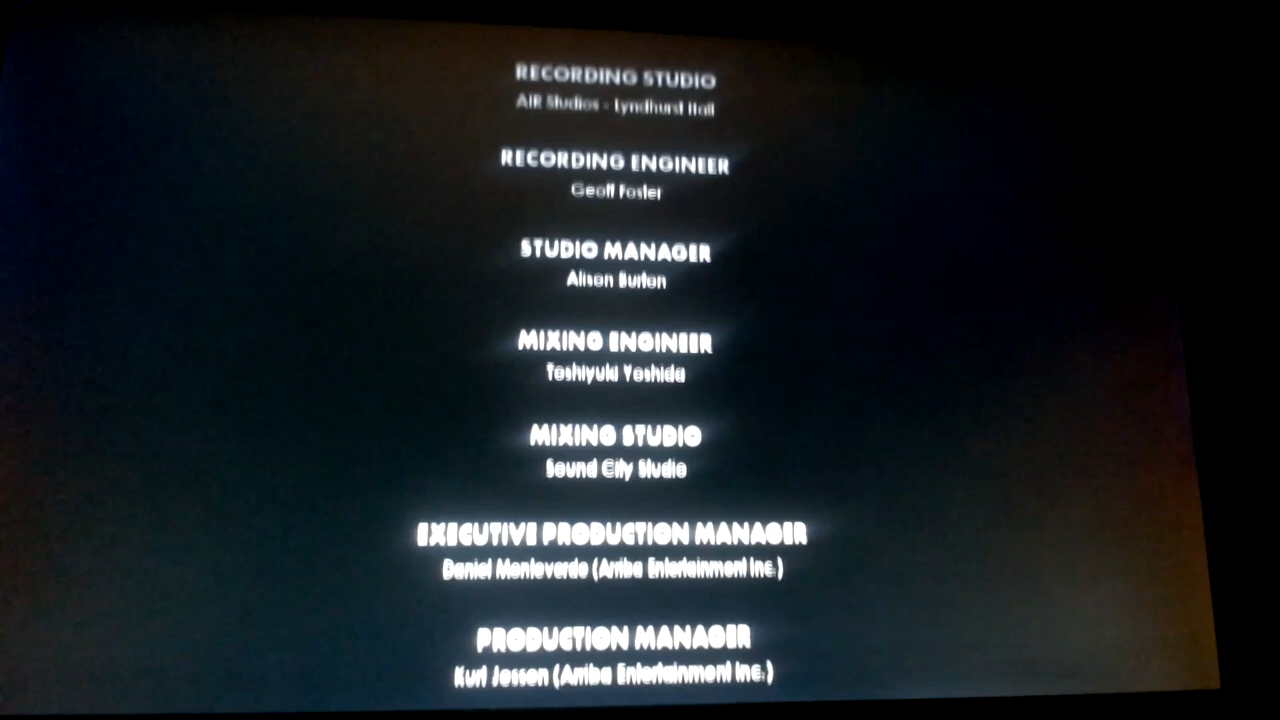 RECORDING STUDIO
AIR Studios - Lyndhurst Hall
RECORDING ENGINEER
Geoff Foster
STUDIO MANAGER
Alison Burton
MIXING ENGINEER
Toshiyuki Yoshida
MIXING STUDIO
Sound City Studio
EXECUTIVE PRODUCTION MANAGER
Daniel Monteverde (Arriba Entertainment Inc.)
PRODUCTION MANAGER
Kurt Jessen (Arriba Entertainment Inc.)